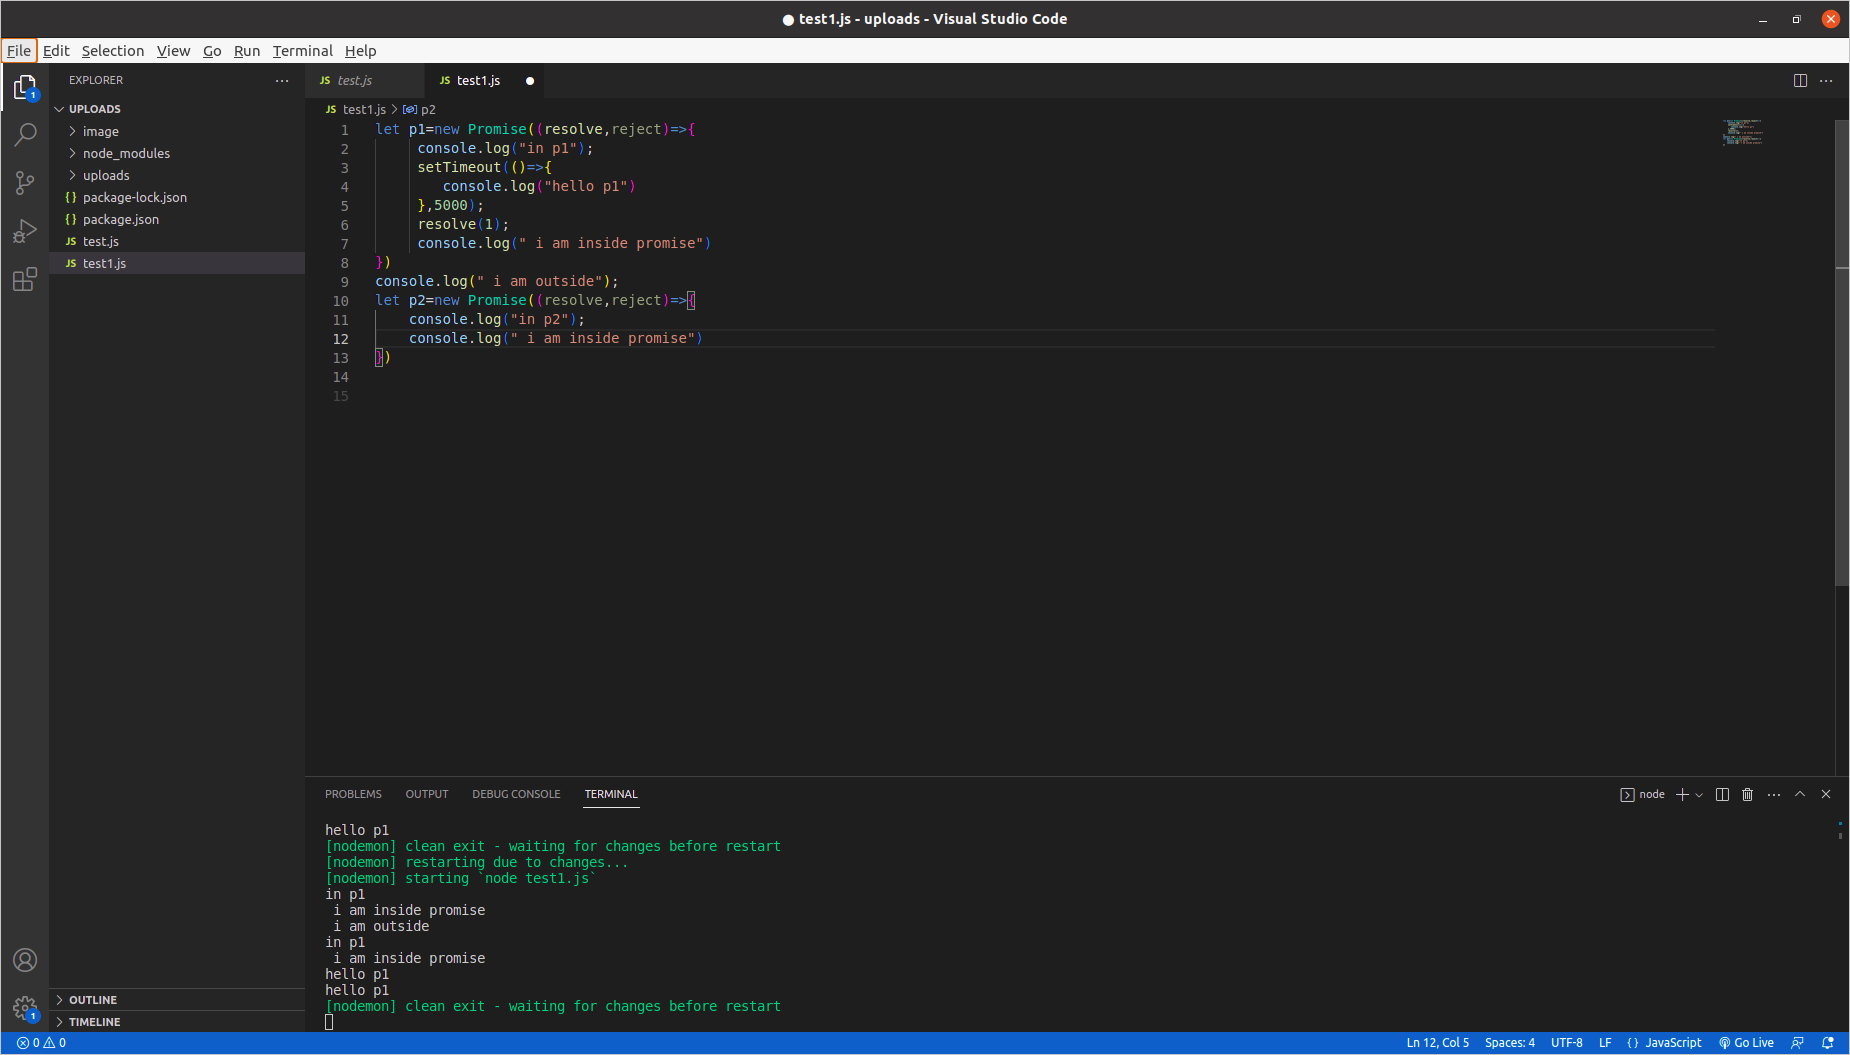 ● test1.js - uploads - Visual Studio Code
File Edit Selection View Go Run Terminal Help
EXPLORER ···
JS test.js JS test1.js ●
UPLOADS
image
node_modules
uploads
{} package-lock.json
{} package.json
JS test.js
JS test1.js
OUTLINE
TIMELINE
JS test1.js > p2
1 let p1=new Promise((resolve,reject)=>{
2 console.log("in p1");
3 setTimeout(()=>{
4 console.log("hello p1")
5 },5000);
6 resolve(1);
7 console.log(" i am inside promise")
8 })
9 console.log(" i am outside");
10 let p2=new Promise((resolve,reject)=>{
11 console.log("in p2");
12 console.log(" i am inside promise")
13 })
14
15
PROBLEMS OUTPUT DEBUG CONSOLE TERMINAL node
hello p1
[nodemon] clean exit - waiting for changes before restart
[nodemon] restarting due to changes...
[nodemon] starting `node test1.js`
in p1
 i am inside promise
 i am outside
in p1
 i am inside promise
hello p1
hello p1
[nodemon] clean exit - waiting for changes before restart
1
1
0 0 Ln 12, Col 5 Spaces: 4 UTF-8 LF {} JavaScript Go Live